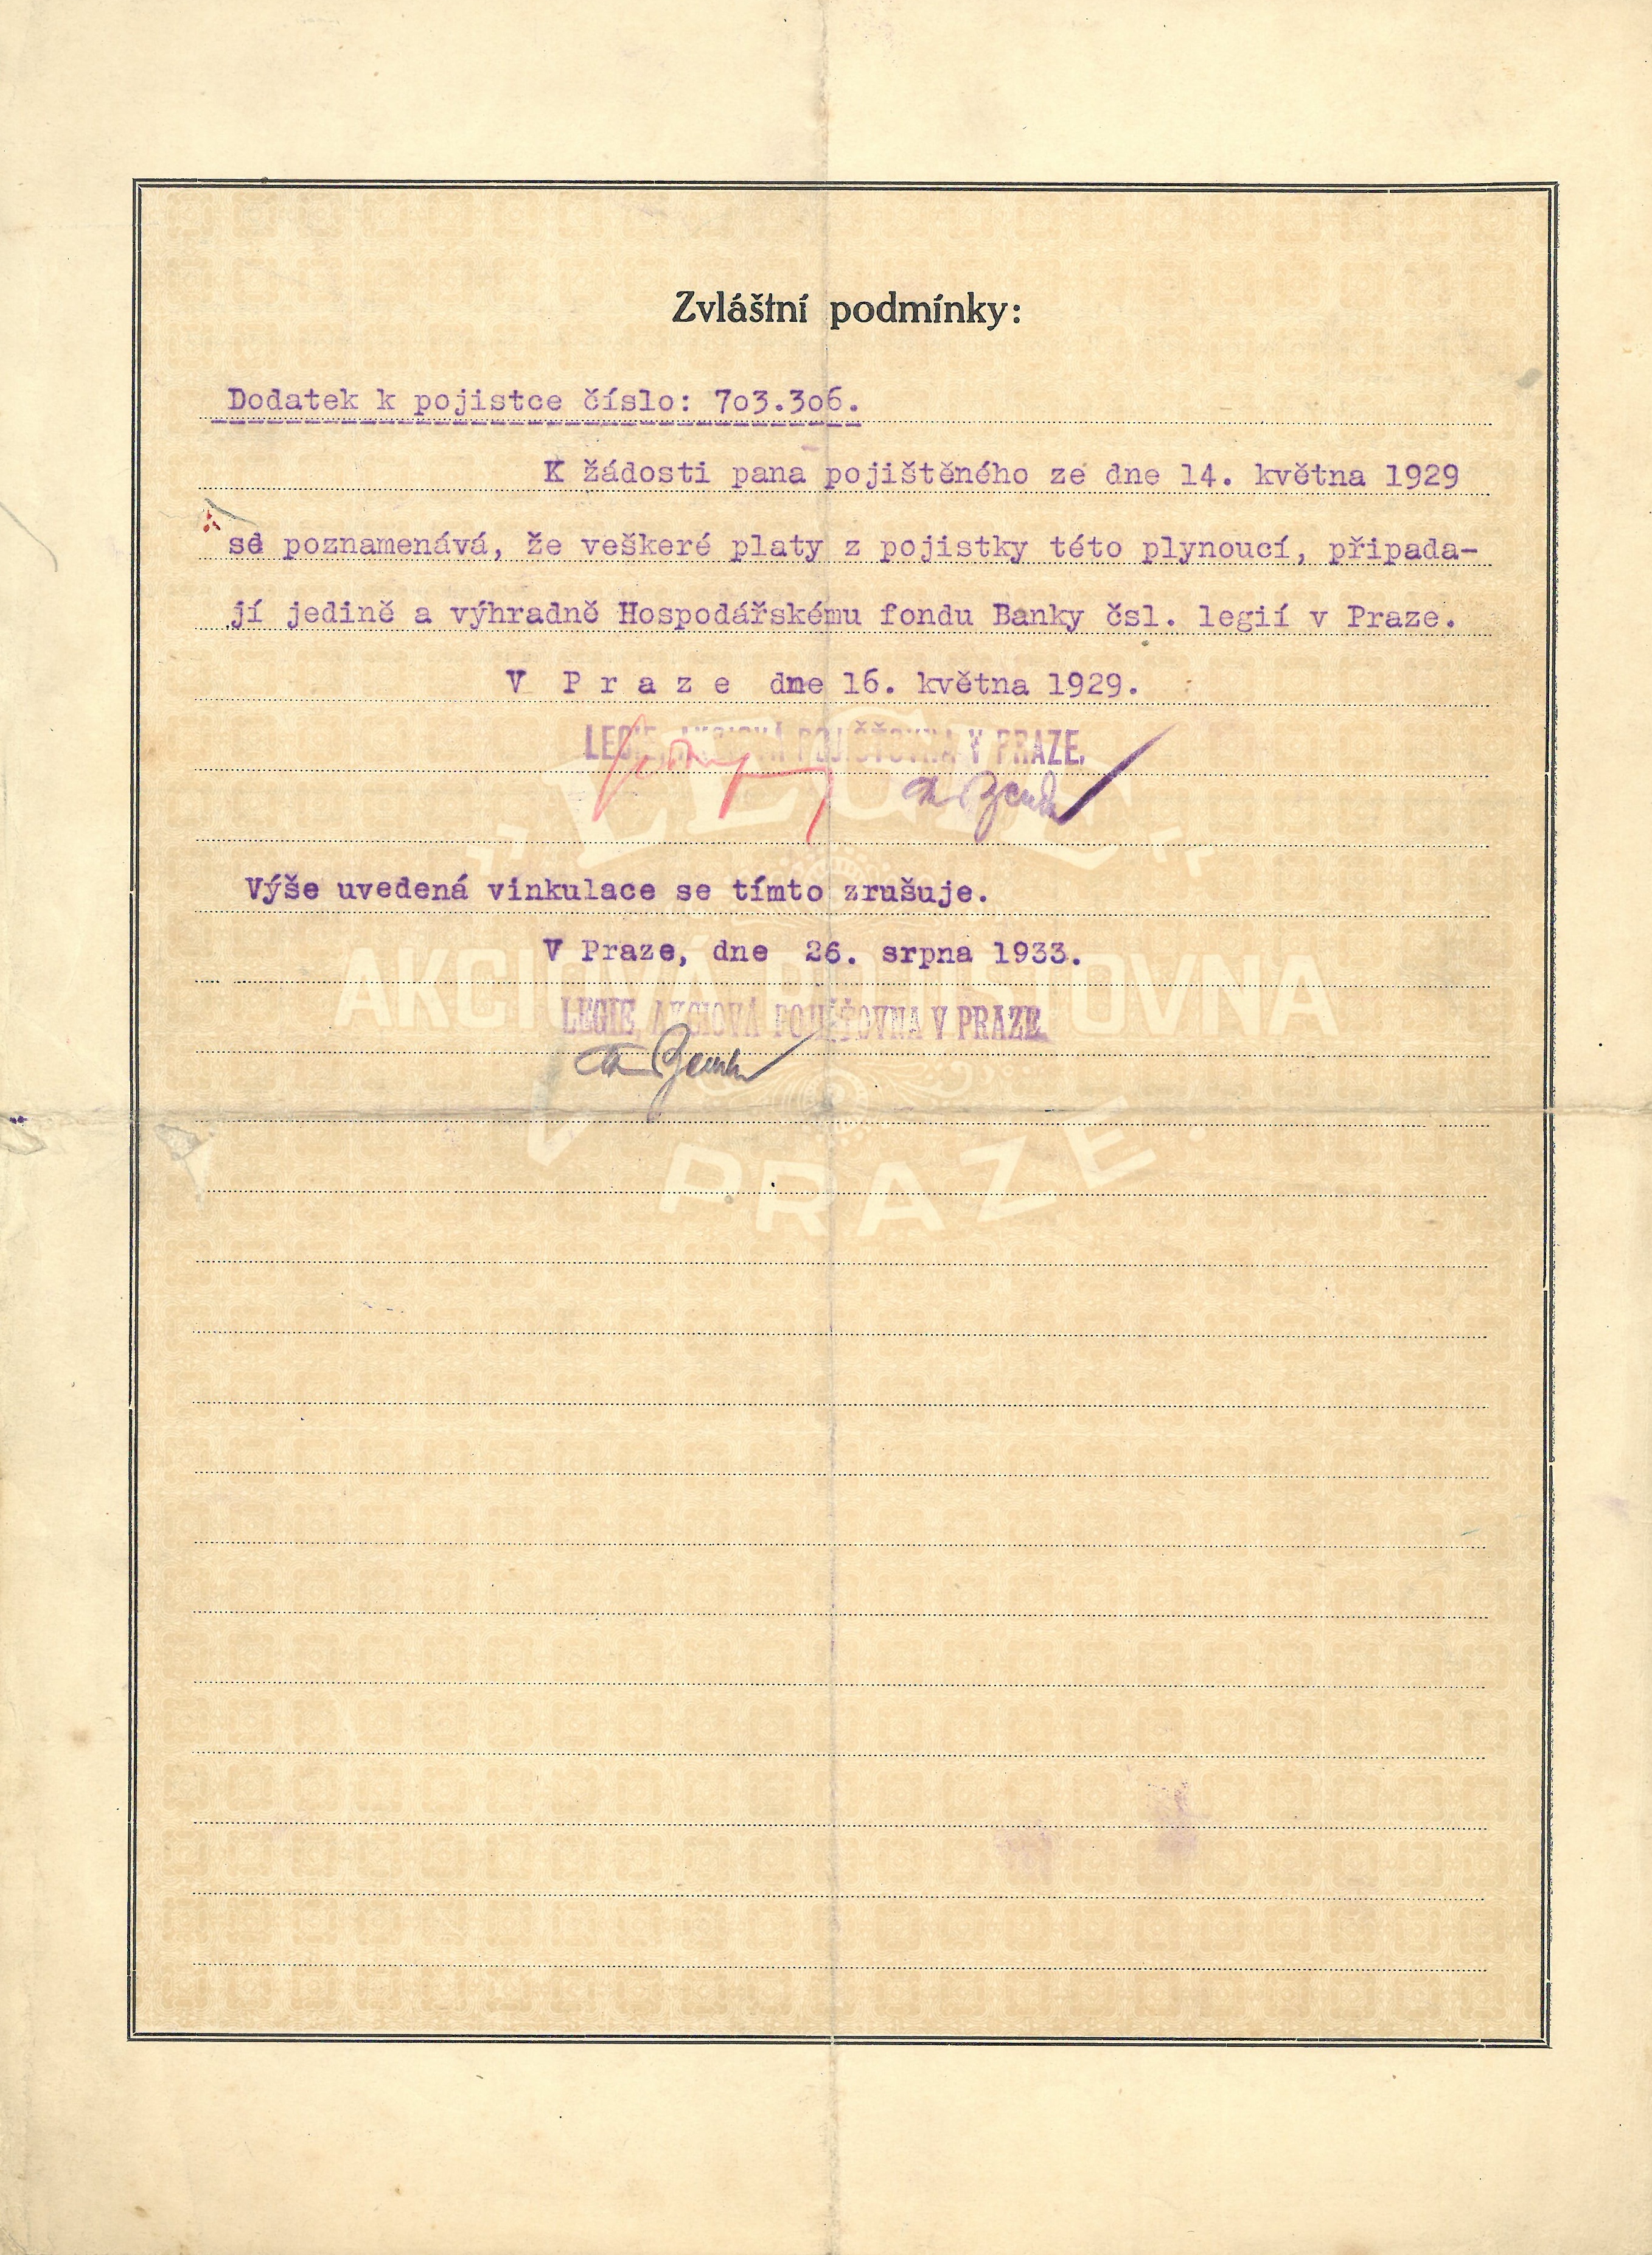 Zvláštní podmínky:
Dodatek k pojistce číslo: 7o3.3o6.
K žádosti pana pojištěného ze dne 14. května 1929
se poznamenává, že veškeré platy z pojistky této plynoucí, připada-
jí jedině a výhradně Hospodářskému fondu Banky čsl. legií v Praze.
V P r a z e dne 16. května 1929.
LEGIE, AKCIOVÁ POJIŠŤOVNA V PRAZE.
Výše uvedená vinkulace se tímto zrušuje.
V Praze, dne 26. srpna 1933.
LEGIE AKCIOVÁ POJIŠŤOVNA V PRAZE.
„LEGIE“
AKCIOVÁ POJIŠŤOVNA
V PRAZE